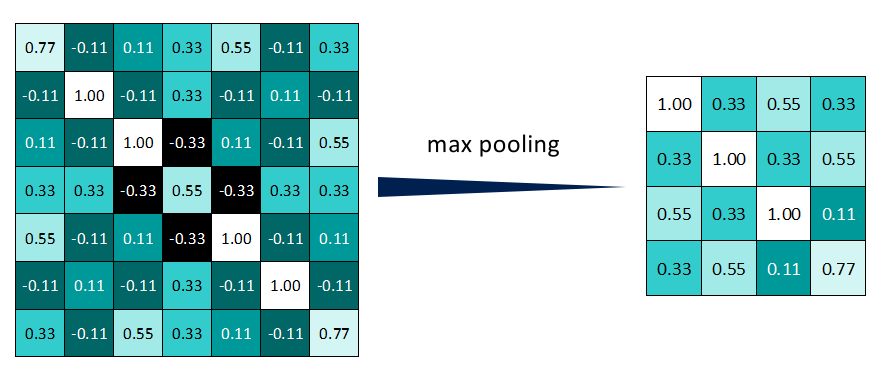 0.77 -0.11 0.11 0.33 0.55 -0.11 0.33
-0.11 1.00 -0.11 0.33 -0.11 0.11 -0.11
0.11 -0.11 1.00 -0.33 0.11 -0.11 0.55
0.33 0.33 -0.33 0.55 -0.33 0.33 0.33
0.55 -0.11 0.11 -0.33 1.00 -0.11 0.11
-0.11 0.11 -0.11 0.33 -0.11 1.00 -0.11
0.33 -0.11 0.55 0.33 0.11 -0.11 0.77
max pooling
1.00 0.33 0.55 0.33
0.33 1.00 0.33 0.55
0.55 0.33 1.00 0.11
0.33 0.55 0.11 0.77